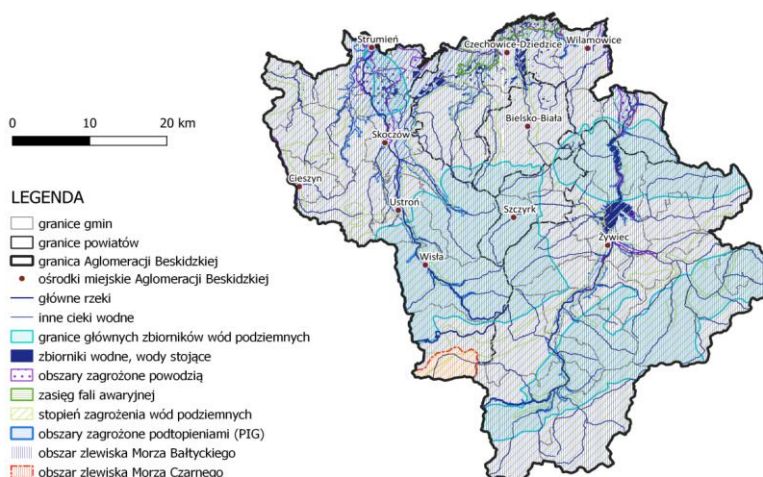 Strumień
Czechowice-Dziedzice
Wilamowice
0 10 20 km
Bielsko-Biała
Skoczów
Cieszyn
Ustroń
Szczyrk
Żywiec
Wisła
LEGENDA
granice gmin
granice powiatów
granica Aglomeracji Beskidzkiej
ośrodki miejskie Aglomeracji Beskidzkiej
główne rzeki
inne cieki wodne
granice głównych zbiorników wód podziemnych
zbiorniki wodne, wody stojące
obszary zagrożone powodzią
zasięg fali awaryjnej
stopień zagrożenia wód podziemnych
obszary zagrożone podtopieniami (PIG)
obszar zlewiska Morza Bałtyckiego
obszar zlewiska Morza Czarnego